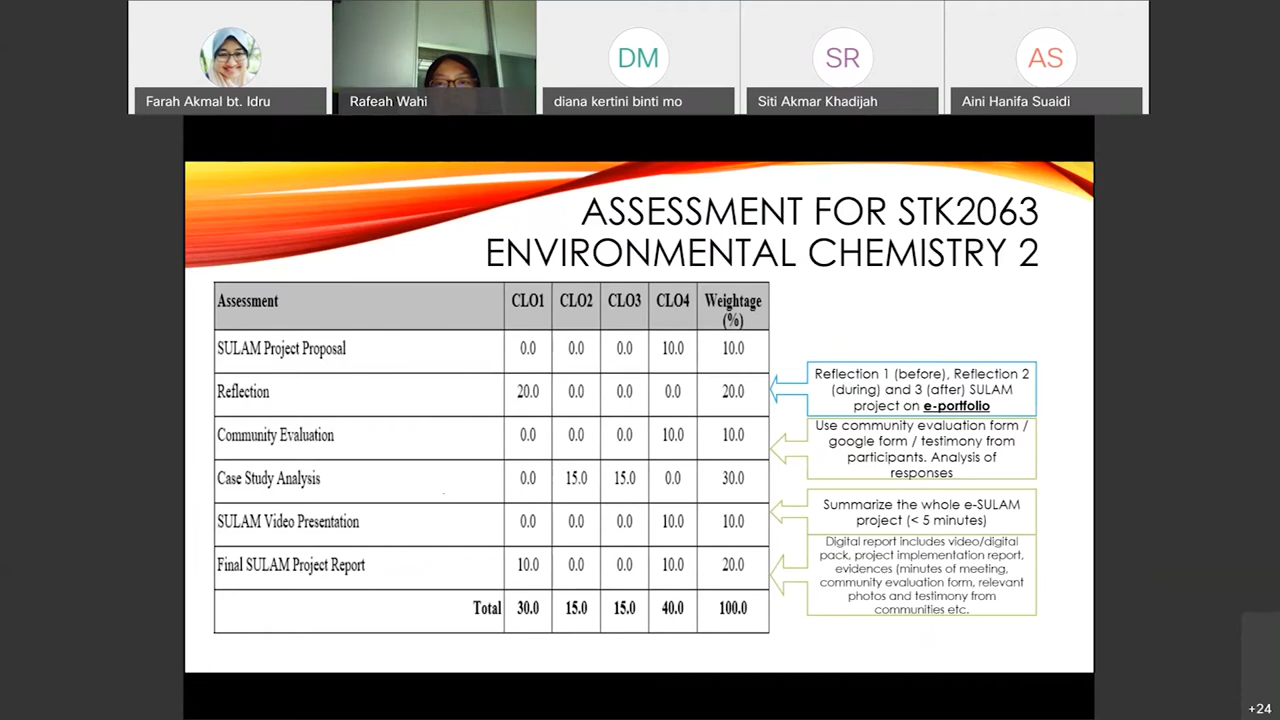 Farah Akmal bt. Idru
Rafeah Wahi
DM
diana kertini binti mo
SR
Siti Akmar Khadijah
AS
Aini Hanifa Suaidi
ASSESSMENT FOR STK2063
ENVIRONMENTAL CHEMISTRY 2
Assessment CLO1 CLO2 CLO3 CLO4 Weightage
(%)
SULAM Project Proposal 0.0 0.0 0.0 10.0 10.0
Reflection 20.0 0.0 0.0 0.0 20.0
Community Evaluation 0.0 0.0 0.0 10.0 10.0
Case Study Analysis 0.0 15.0 15.0 0.0 30.0
SULAM Video Presentation 0.0 0.0 0.0 10.0 10.0
Final SULAM Project Report 10.0 0.0 0.0 10.0 20.0
Total 30.0 15.0 15.0 40.0 100.0
Reflection 1 (before), Reflection 2
(during) and 3 (after) SULAM
project on e-portfolio
Use community evaluation form /
google form / testimony from
participants. Analysis of
responses
Summarize the whole e-SULAM
project (< 5 minutes)
Digital report includes video/digital
pack, project implementation report,
evidences (minutes of meeting,
community evaluation form, relevant
photos and testimony from
communities etc.
+24